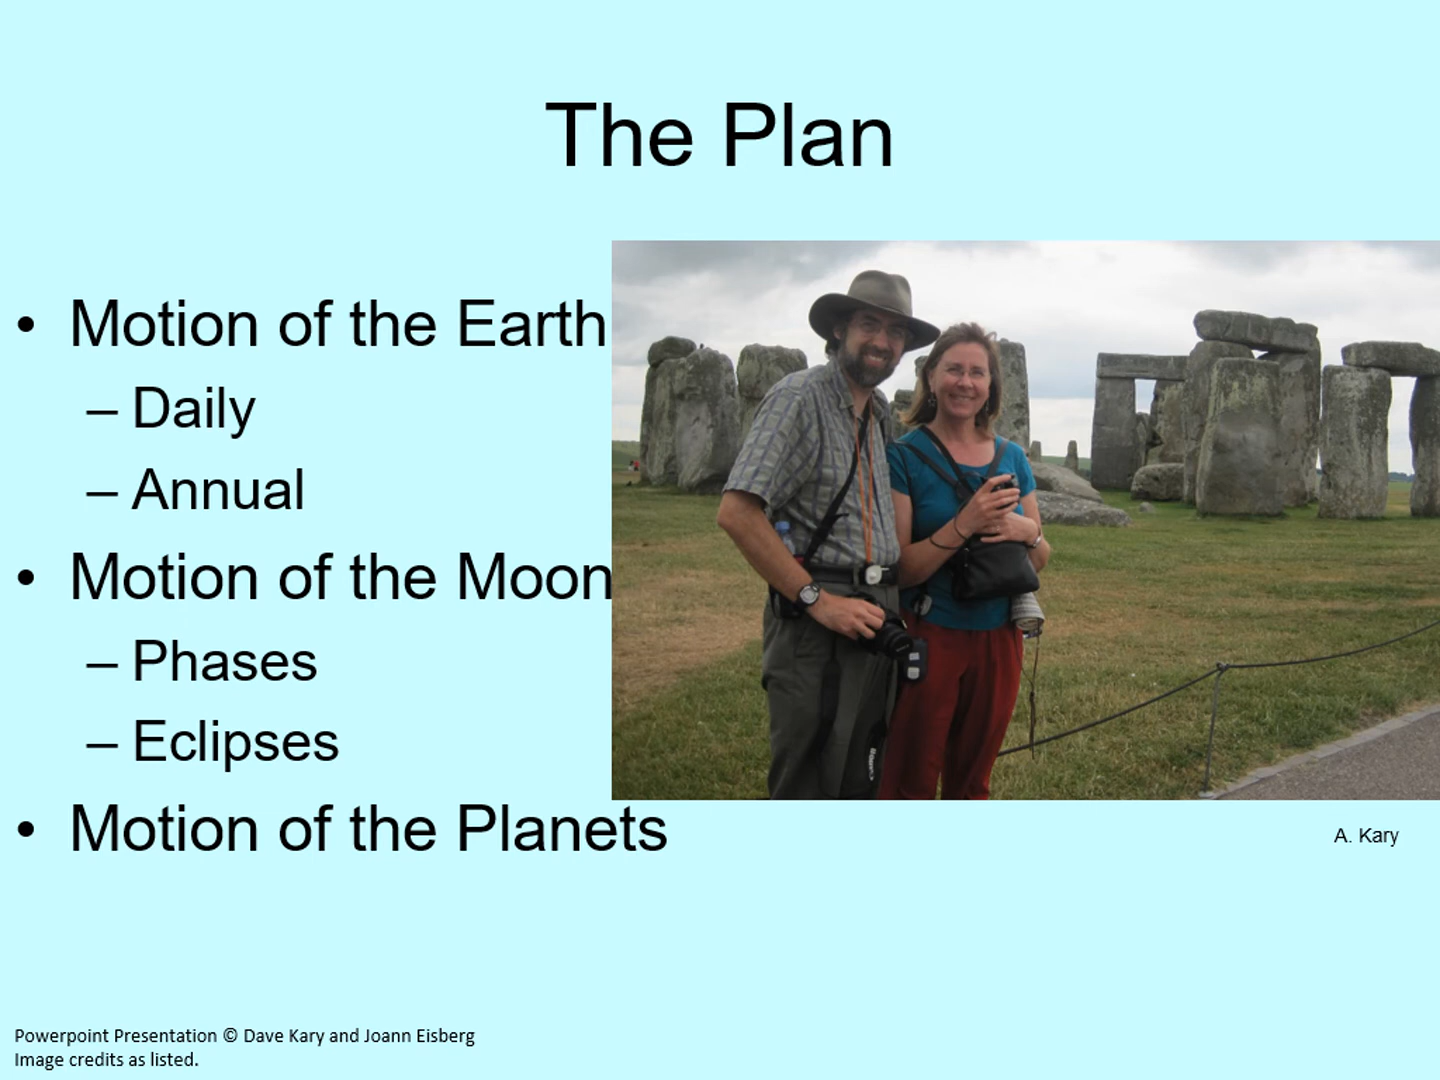 The Plan
• Motion of the Earth
– Daily
– Annual
• Motion of the Moon
– Phases
– Eclipses
• Motion of the Planets
A. Kary
Powerpoint Presentation © Dave Kary and Joann Eisberg
Image credits as listed.